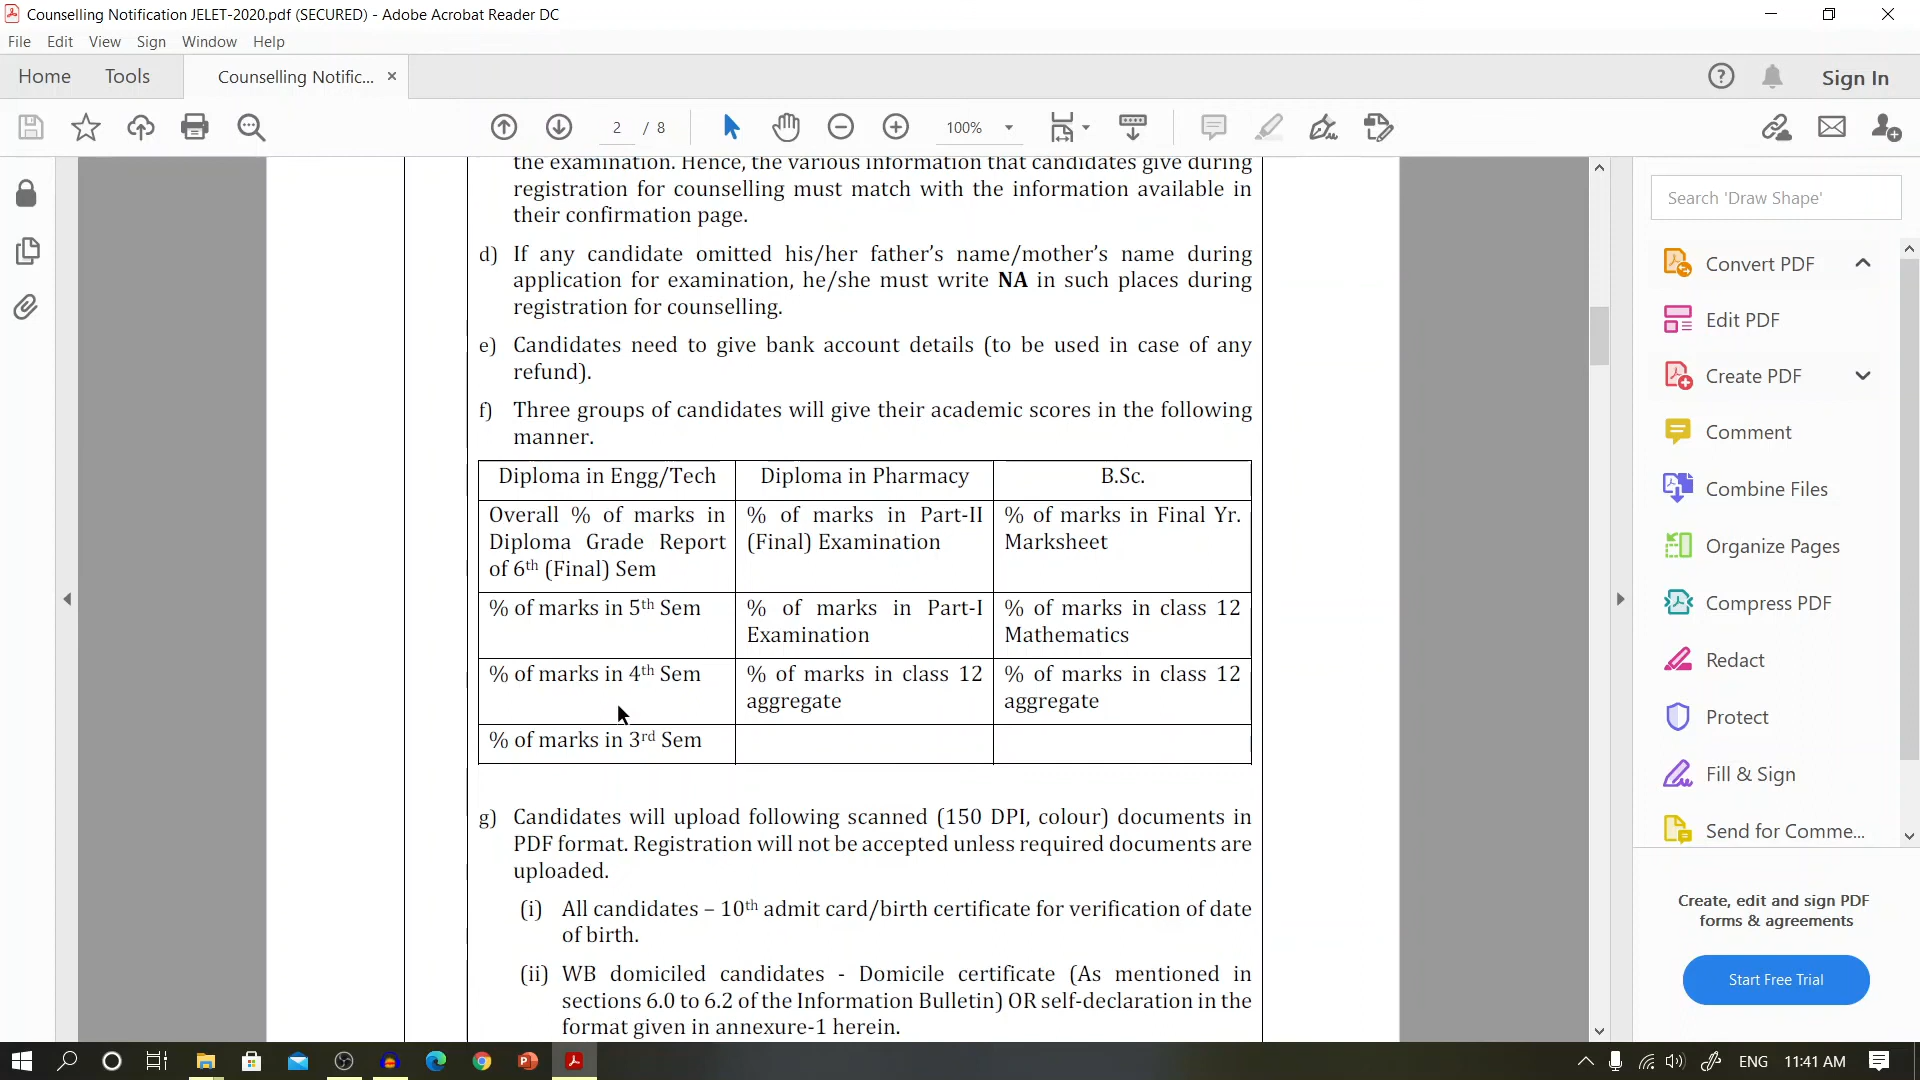 Counselling Notification JELET-2020.pdf (SECURED) - Adobe Acrobat Reader DC
File Edit View Sign Window Help
Home Tools Counselling Notific... × Sign In
2 / 8 100%
the examination. Hence, the various information that candidates give during
registration for counselling must match with the information available in
their confirmation page.
d) If any candidate omitted his/her father’s name/mother’s name during
application for examination, he/she must write NA in such places during
registration for counselling.
e) Candidates need to give bank account details (to be used in case of any
refund).
f) Three groups of candidates will give their academic scores in the following
manner.
Diploma in Engg/Tech Diploma in Pharmacy B.Sc.
Overall % of marks in
Diploma Grade Report
of 6th (Final) Sem
% of marks in Part-II
(Final) Examination
% of marks in Final Yr.
Marksheet
% of marks in 5th Sem
% of marks in Part-I
Examination
% of marks in class 12
Mathematics
% of marks in 4th Sem
% of marks in class 12
aggregate
% of marks in class 12
aggregate
% of marks in 3rd Sem
g) Candidates will upload following scanned (150 DPI, colour) documents in
PDF format. Registration will not be accepted unless required documents are
uploaded.
(i) All candidates – 10th admit card/birth certificate for verification of date
of birth.
(ii) WB domiciled candidates - Domicile certificate (As mentioned in
sections 6.0 to 6.2 of the Information Bulletin) OR self-declaration in the
format given in annexure-1 herein.
Search 'Draw Shape'
Convert PDF
Edit PDF
Create PDF
Comment
Combine Files
Organize Pages
Compress PDF
Redact
Protect
Fill & Sign
Send for Comme...
Create, edit and sign PDF
forms & agreements
Start Free Trial
ENG 11:41 AM